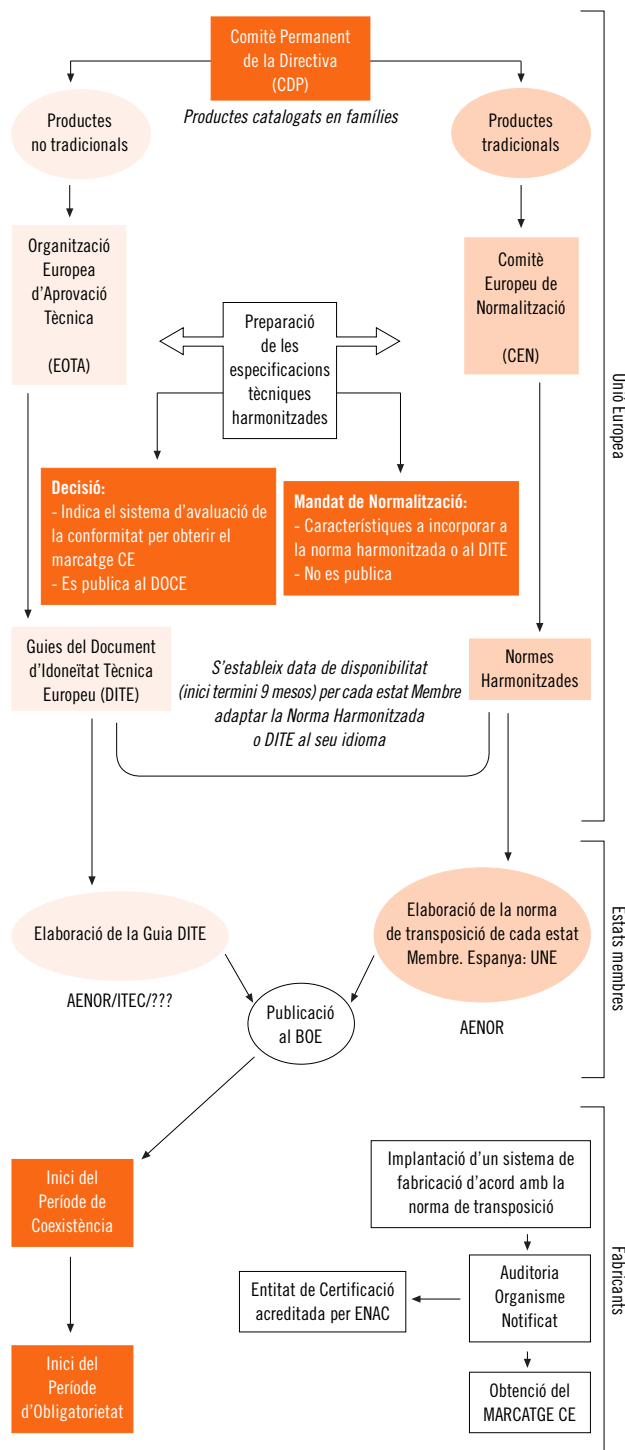 Comitè Permanent
de la Directiva
(CDP)
Productes catalogats en famílies
Productes
no tradicionals
Productes
tradicionals
Organització
Europea
d'Aprovació
Tècnica
(EOTA)
Comitè
Europeu de
Normalització
(CEN)
Preparació
de les
especificacions
tècniques
harmonitzades
Decisió:
- Indica el sistema d'avaluació de
la conformitat per obterir el
marcatge CE
- Es publica al DOCE
Mandat de Normalització:
- Característiques a incorporar a
la norma harmonitzada o al DITE
- No es publica
Unió Europea
Guies del Document
d'Idoneïtat Tècnica
Europeu (DITE)
S'estableix data de disponibilitat
(inici termini 9 mesos) per cada estat Membre
adaptar la Norma Harmonitzada
o DITE al seu idioma
Normes
Harmonitzades
Elaboració de la Guia DITE
AENOR/ITEC/???
Elaboració de la norma
de transposició de cada estat
Membre. Espanya: UNE
AENOR
Publicació
al BOE
Estats membres
Inici del
Període de
Coexistència
Inici del
Període
d'Obligatorietat
Implantació d'un sistema de
fabricació d'acord amb la
norma de transposició
Auditoria
Organisme
Notificat
Entitat de Certificació
acreditada per ENAC
Obtenció del
MARCATGE CE
Fabricants